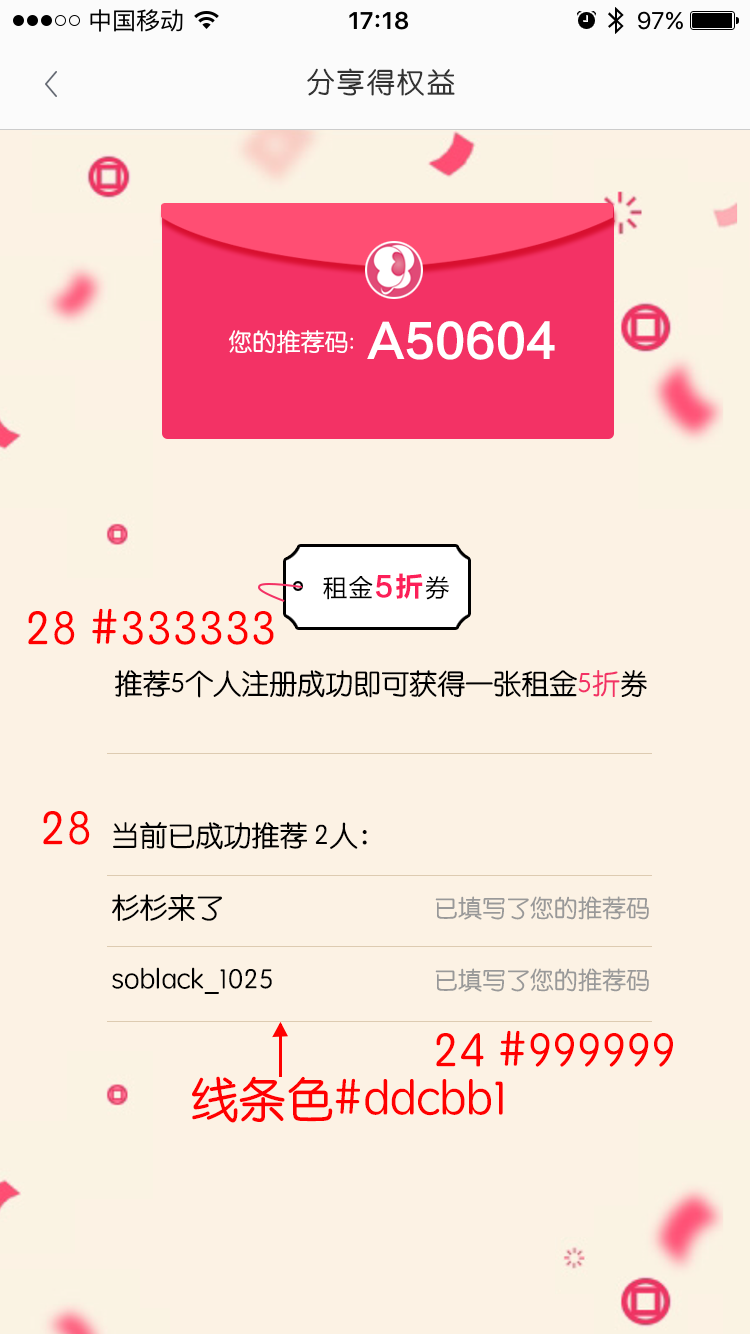 中国移动 17:18 97%
分享得权益
您的推荐码: A50604
租金5折券
28 #333333
推荐5个人注册成功即可获得一张租金5折券
28 当前已成功推荐 2人：
杉杉来了 已填写了您的推荐码
soblack_1025 已填写了您的推荐码
24 #999999
线条色#ddcbb1